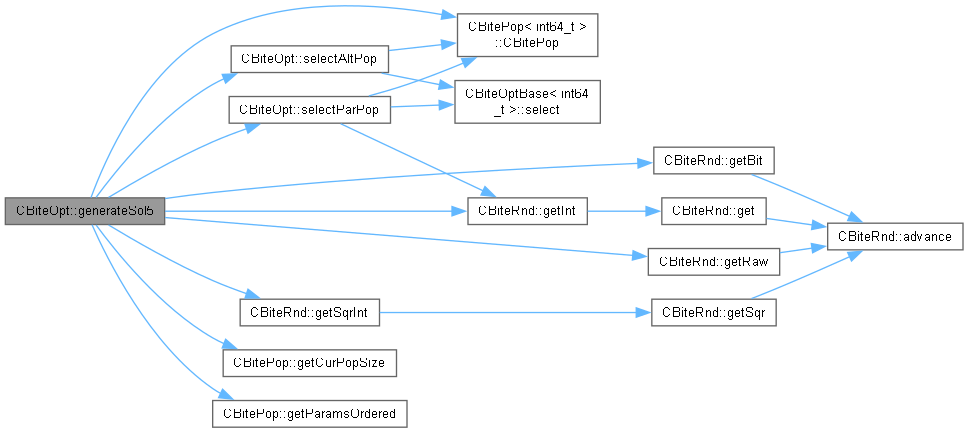 CBitePop< int64_t >
::CBitePop
CBiteOpt::selectAltPop
CBiteOptBase< int64
_t >::select
CBiteOpt::selectParPop
CBiteRnd::getBit
CBiteOpt::generateSol5
CBiteRnd::getInt
CBiteRnd::get
CBiteRnd::advance
CBiteRnd::getRaw
CBiteRnd::getSqrInt
CBiteRnd::getSqr
CBitePop::getCurPopSize
CBitePop::getParamsOrdered